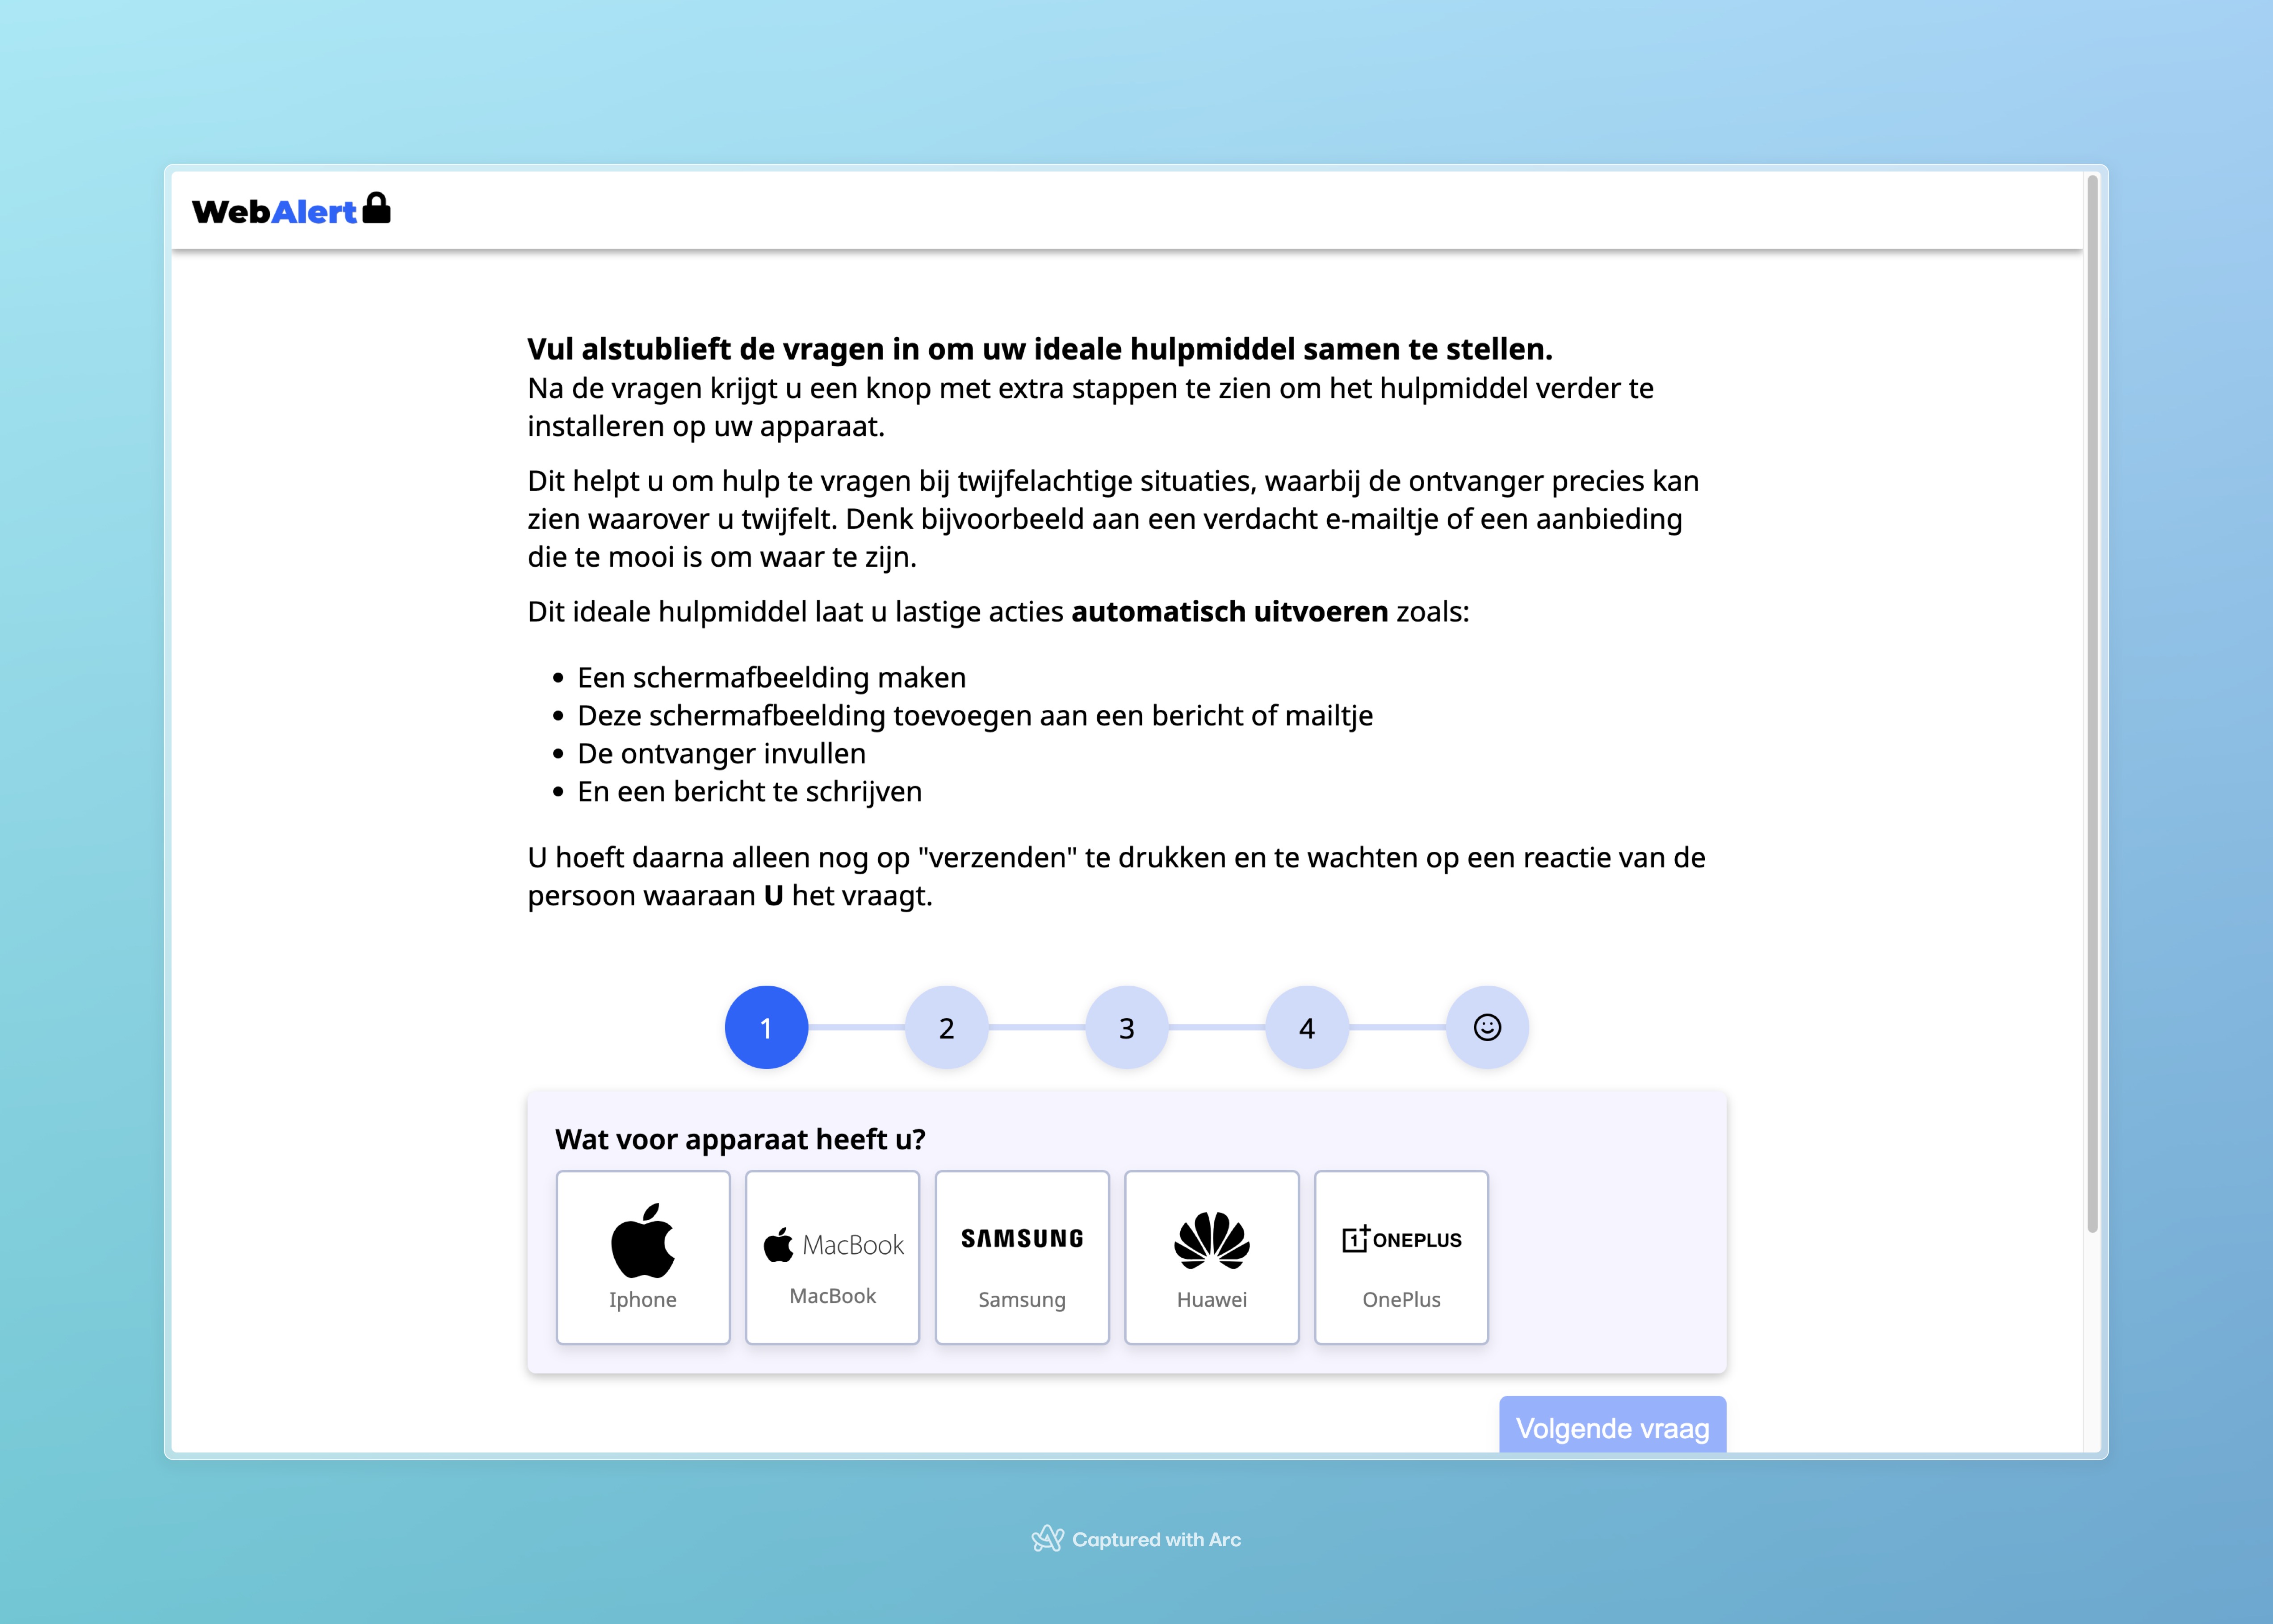 WebAlert
Vul alstublieft de vragen in om uw ideale hulpmiddel samen te stellen.
Na de vragen krijgt u een knop met extra stappen te zien om het hulpmiddel verder te
installeren op uw apparaat.
Dit helpt u om hulp te vragen bij twijfelachtige situaties, waarbij de ontvanger precies kan
zien waarover u twijfelt. Denk bijvoorbeeld aan een verdacht e-mailtje of een aanbieding
die te mooi is om waar te zijn.
Dit ideale hulpmiddel laat u lastige acties automatisch uitvoeren zoals:
• Een schermafbeelding maken
• Deze schermafbeelding toevoegen aan een bericht of mailtje
• De ontvanger invullen
• En een bericht te schrijven
U hoeft daarna alleen nog op "verzenden" te drukken en te wachten op een reactie van de
persoon waaraan U het vraagt.
1 2 3 4
Wat voor apparaat heeft u?
MacBook SAMSUNG 1+ ONEPLUS
Iphone MacBook Samsung Huawei OnePlus
Volgende vraag
Captured with Arc